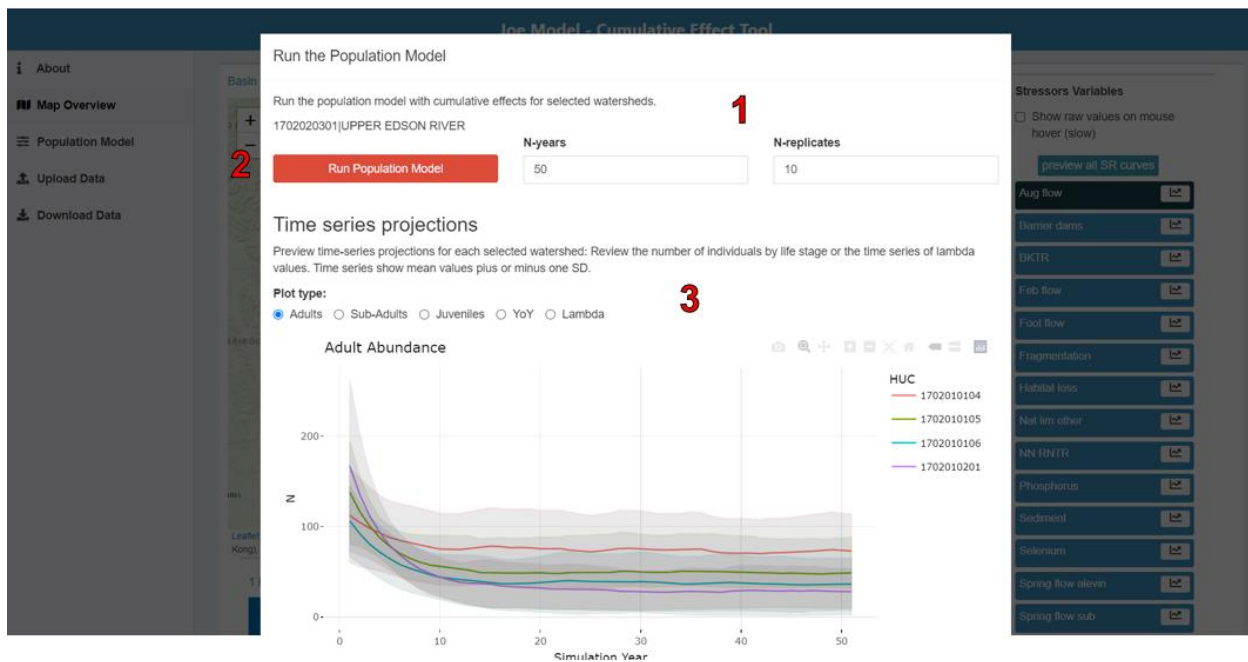 Joe Model - Cumulative Effect Tool
About
Map Overview
Population Model
Upload Data
Download Data
Basin
+
−
Leaflet
Kong),
Run the Population Model
Run the population model with cumulative effects for selected watersheds.
1
1702020301|UPPER EDSON RIVER
N-years
N-replicates
2
Run Population Model
50
10
Time series projections
Preview time-series projections for each selected watershed: Review the number of individuals by life stage or the time series of lambda
values. Time series show mean values plus or minus one SD.
Plot type:
3
Adults Sub-Adults Juveniles YoY Lambda
Adult Abundance
HUC
1702010104
1702010105
1702010106
1702010201
N
200-
100-
0-
0 10 20 30 40 50
Simulation Year
Stressors Variables
Show raw values on mouse
hover (slow)
preview all SR curves
Aug flow
Barrier dams
BKTR
Feb flow
Foot flow
Fragmentation
Habitat loss
Nat lim other
NN RNTR
Phosphorus
Sediment
Selenium
Spring flow alevin
Spring flow sub